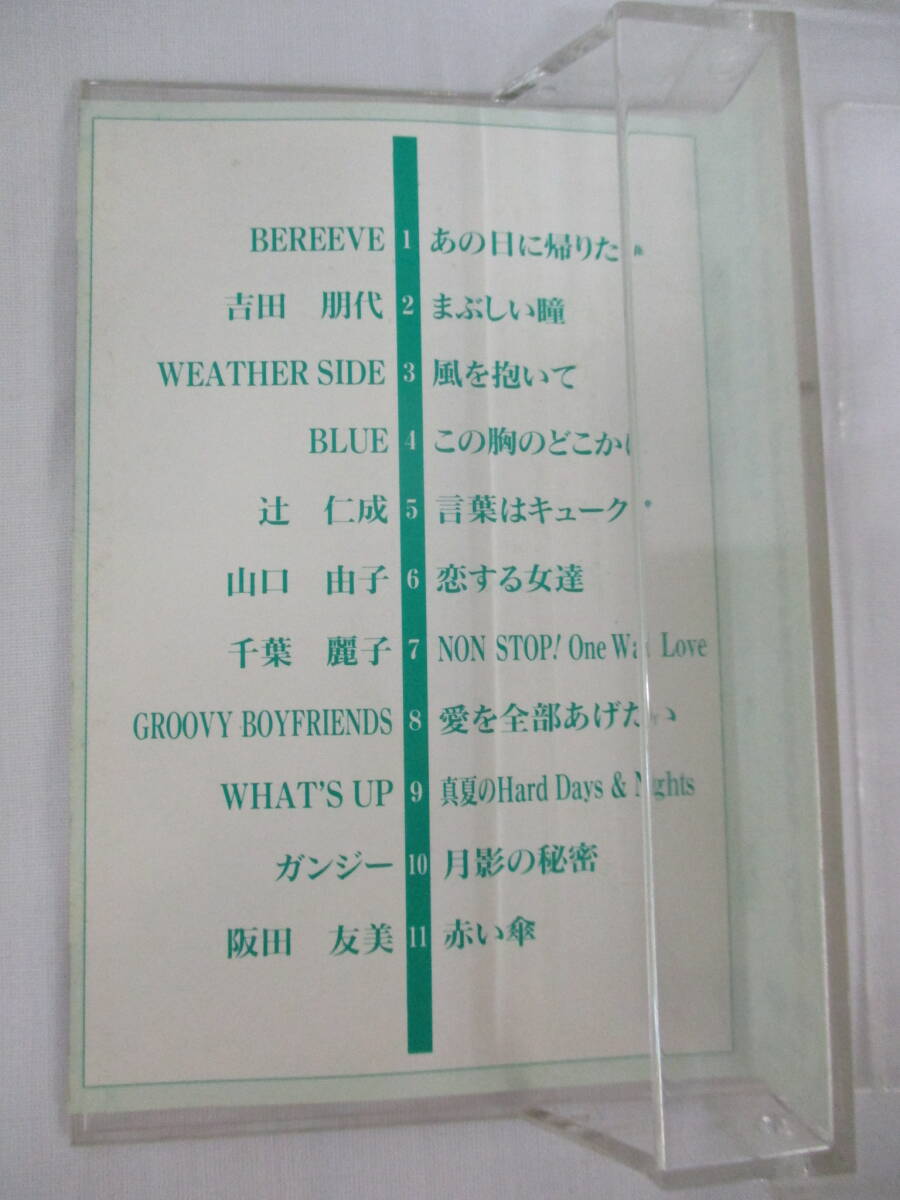 BEREEVE 1 あの日に帰りた
吉田 朋代 2 まぶしい瞳
WEATHER SIDE 3 風を抱いて
BLUE 4 この胸のどこか
辻 仁成 5 言葉はキューク
山口 由子 6 恋する女達
千葉 麗子 7 NON STOP! One Way Love
GROOVY BOYFRIENDS 8 愛を全部あげたい
WHAT'S UP 9 真夏のHard Days & Nights
ガンジー 10 月影の秘密
阪田 友美 11 赤い傘